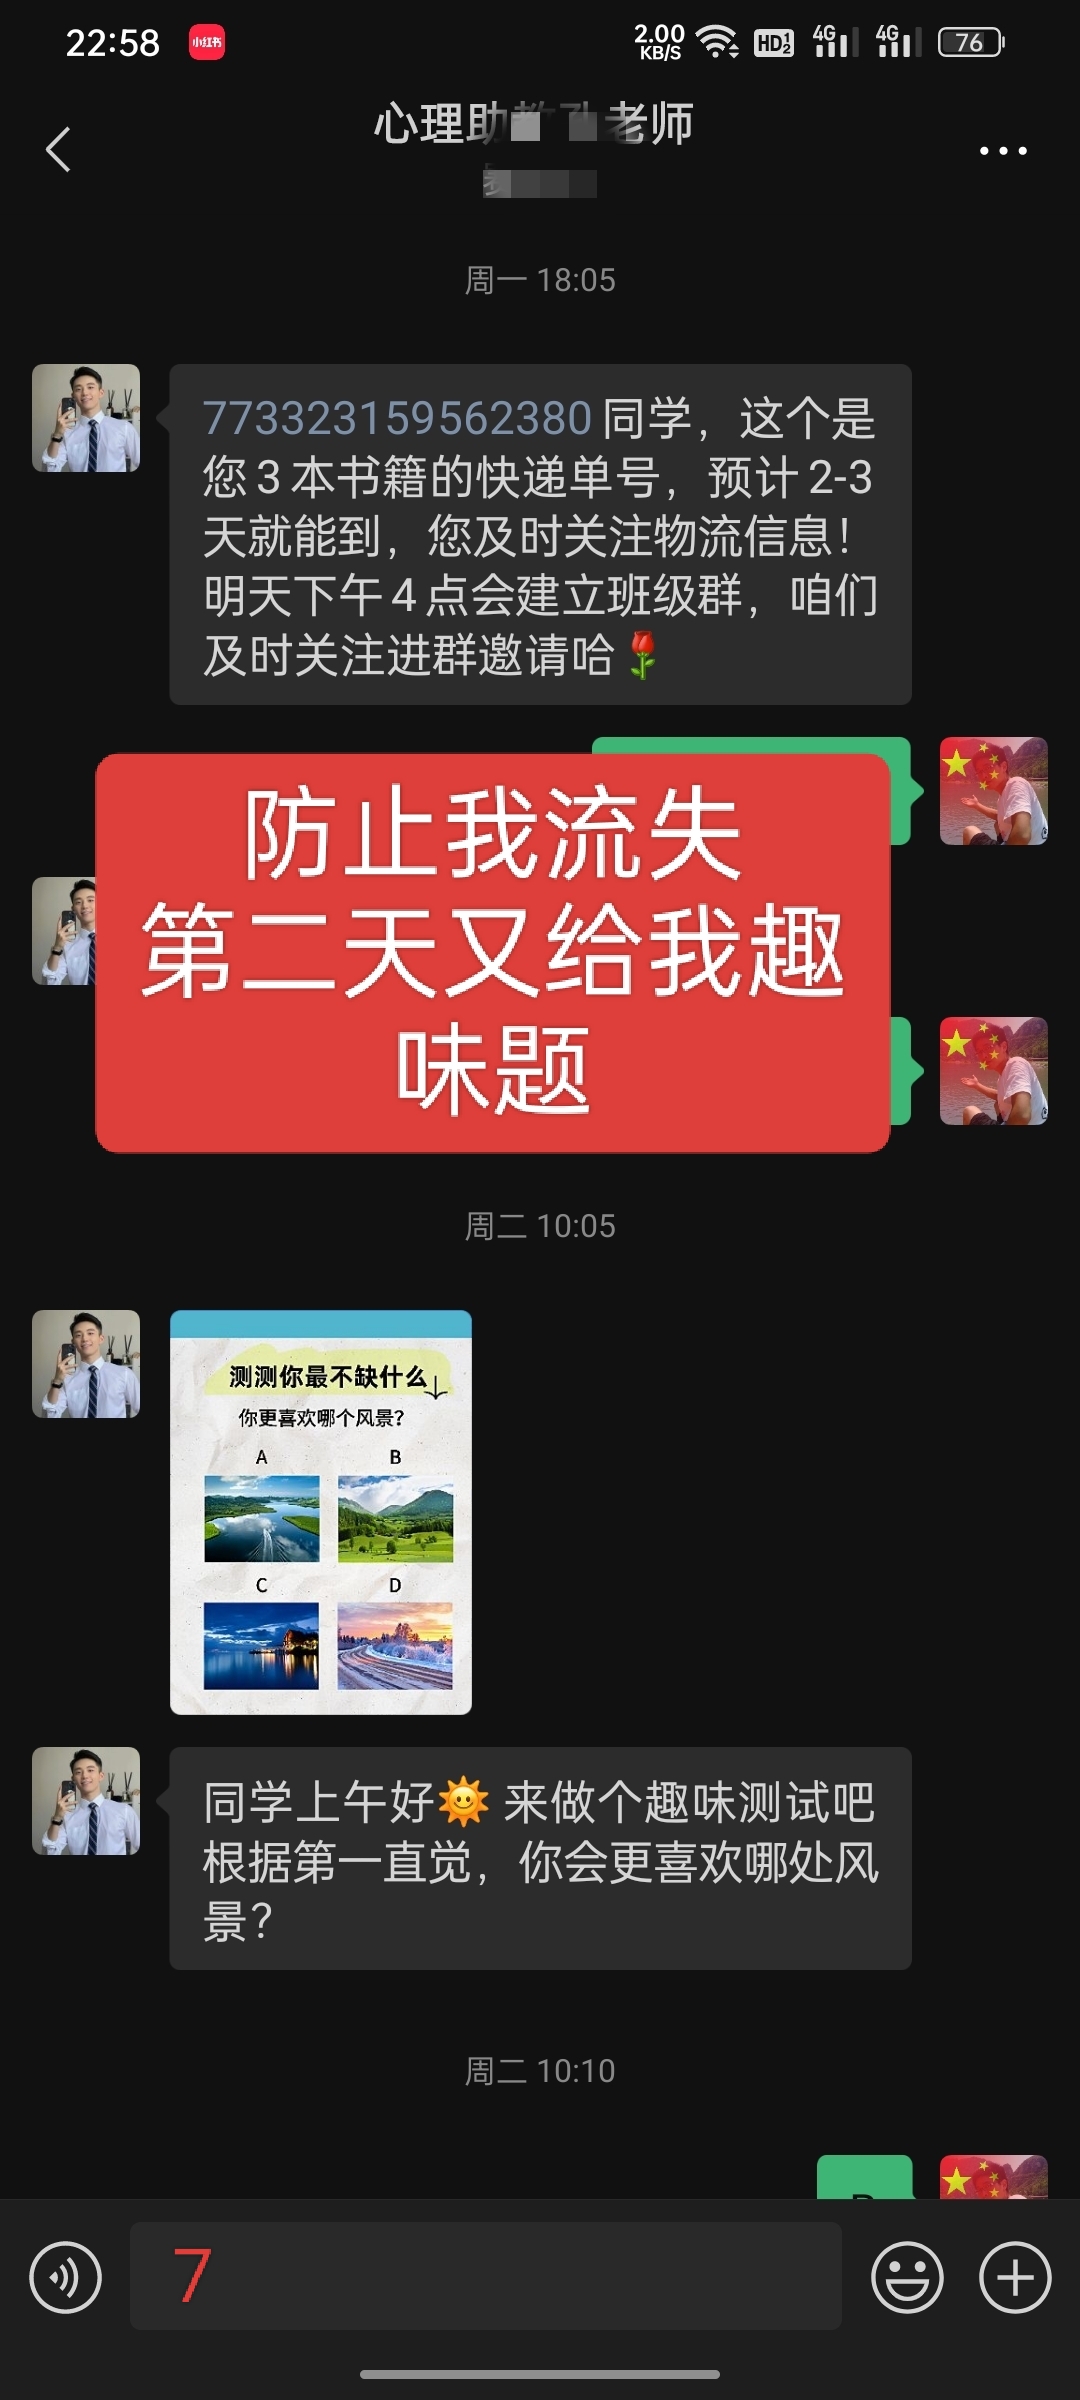 22:58
小红书
2.00
KB/S
HD
4G
4G
76
心理助教孔老师
周一 18:05
773323159562380 同学，这个是
您 3 本书籍的快递单号，预计 2-3
天就能到，您及时关注物流信息！
明天下午 4 点会建立班级群，咱们
及时关注进群邀请哈🌹
防止我流失
第二天又给我趣
味题
周二 10:05
测测你最不缺什么
你更喜欢哪个风景？
A
B
C
D
同学上午好🌞 来做个趣味测试吧
根据第一直觉，你会更喜欢哪处风
景？
周二 10:10
7